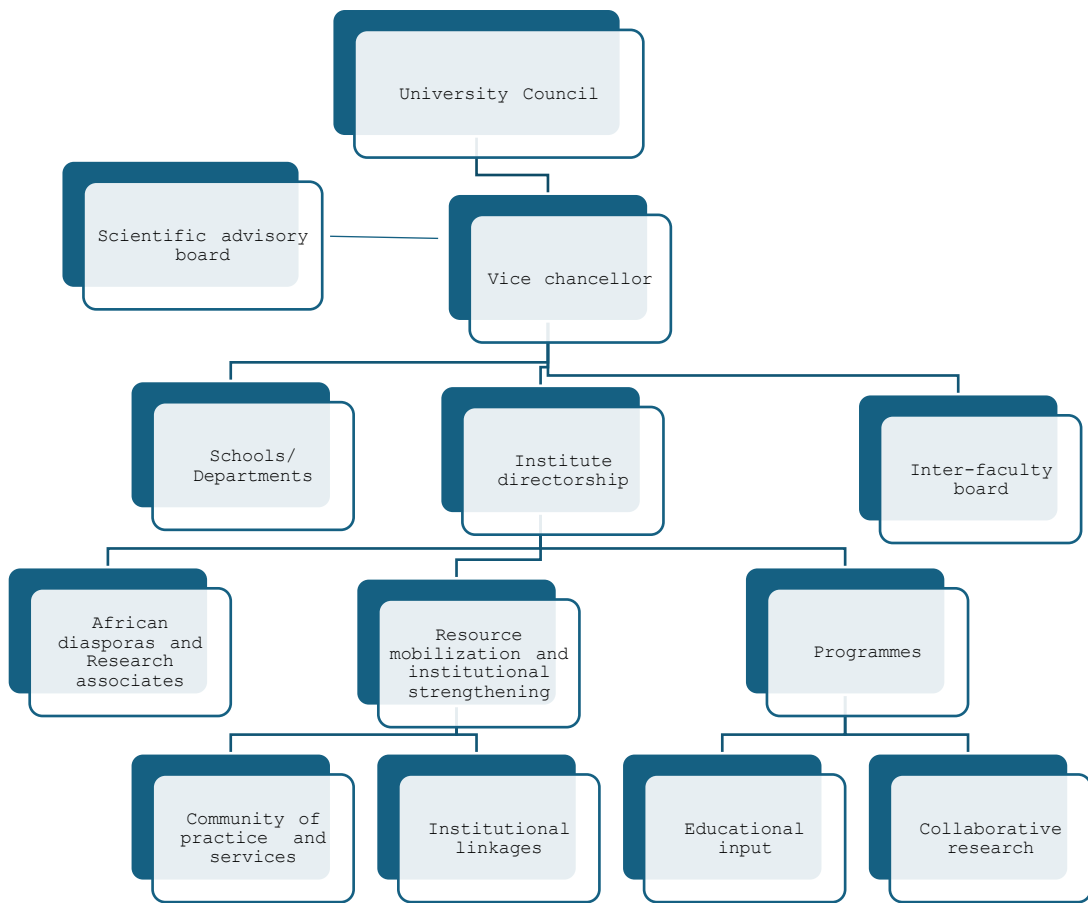 University Council
Scientific advisory
board
Vice chancellor
Schools/
Departments
Institute
directorship
Inter-faculty
board
African
diasporas and
Research
associates
Resource
mobilization and
institutional
strengthening
Programmes
Community of
practice and
services
Institutional
linkages
Educational
input
Collaborative
research